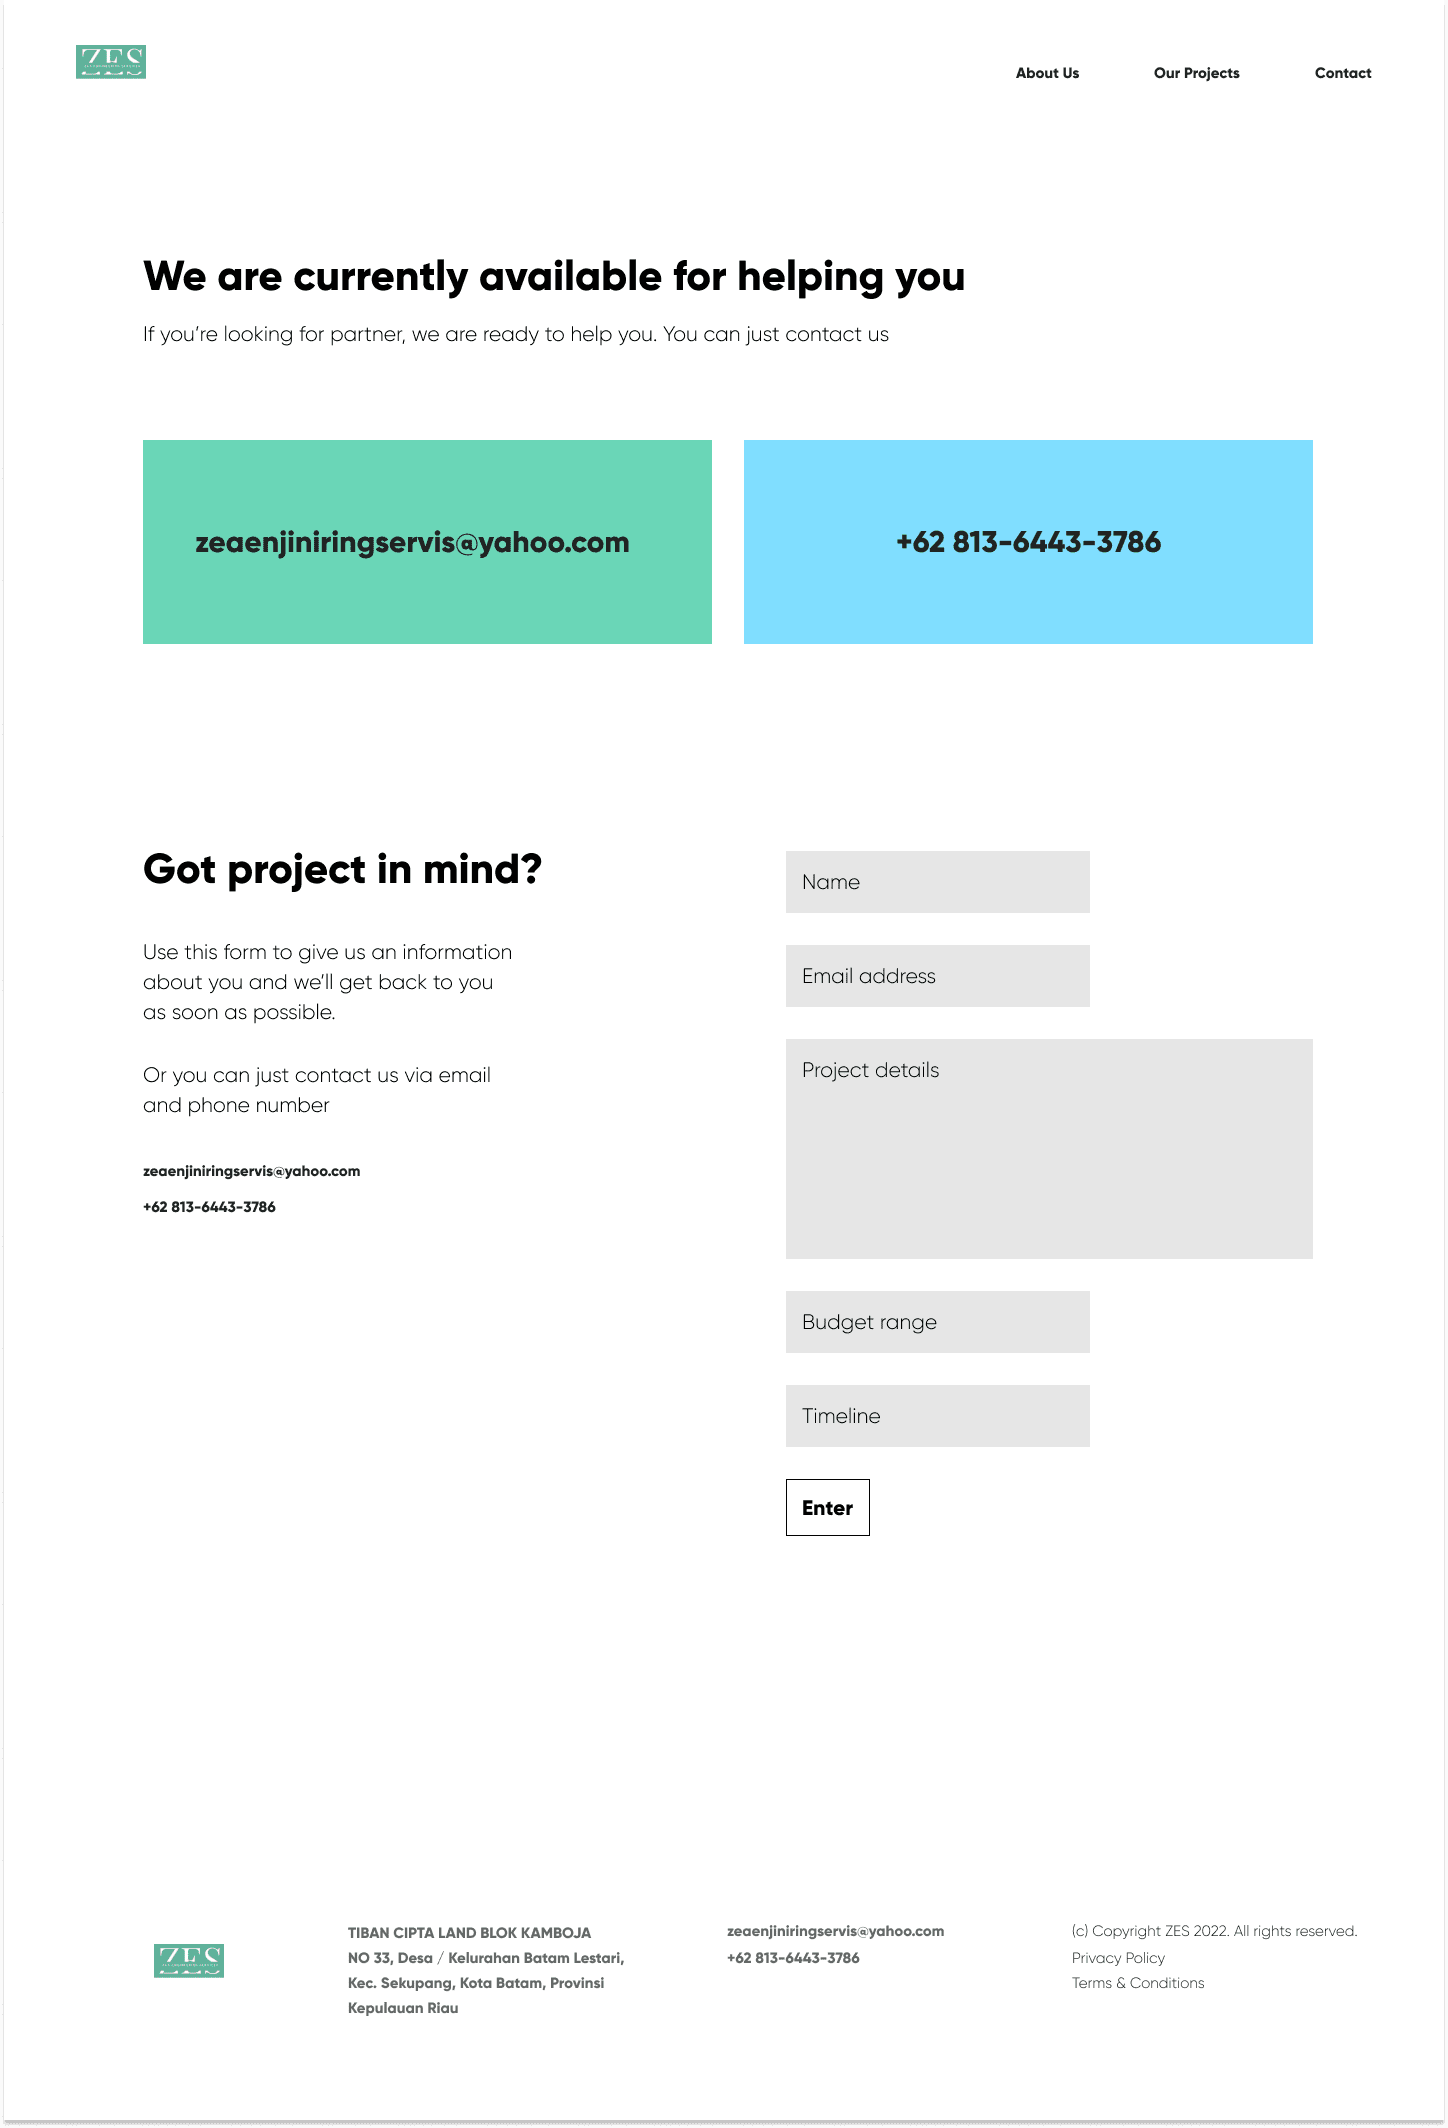 ZES
About Us
Our Projects
Contact
We are currently available for helping you
If you’re looking for partner, we are ready to help you. You can just contact us
zeaenjiniringservis@yahoo.com
+62 813-6443-3786
Got project in mind?
Use this form to give us an information
about you and we’ll get back to you
as soon as possible.
Or you can just contact us via email
and phone number
zeaenjiniringservis@yahoo.com
+62 813-6443-3786
Name
Email address
Project details
Budget range
Timeline
Enter
ZES
TIBAN CIPTA LAND BLOK KAMBOJA
NO 33, Desa / Kelurahan Batam Lestari,
Kec. Sekupang, Kota Batam, Provinsi
Kepulauan Riau
zeaenjiniringservis@yahoo.com
+62 813-6443-3786
(c) Copyright ZES 2022. All rights reserved.
Privacy Policy
Terms & Conditions